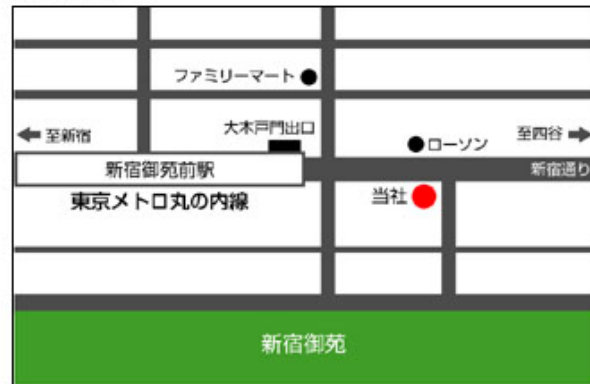 ファミリーマート
大木戸門出口
至新宿
ローソン
至四谷
新宿御苑前駅
新宿通り
東京メトロ丸の内線
当社
新宿御苑